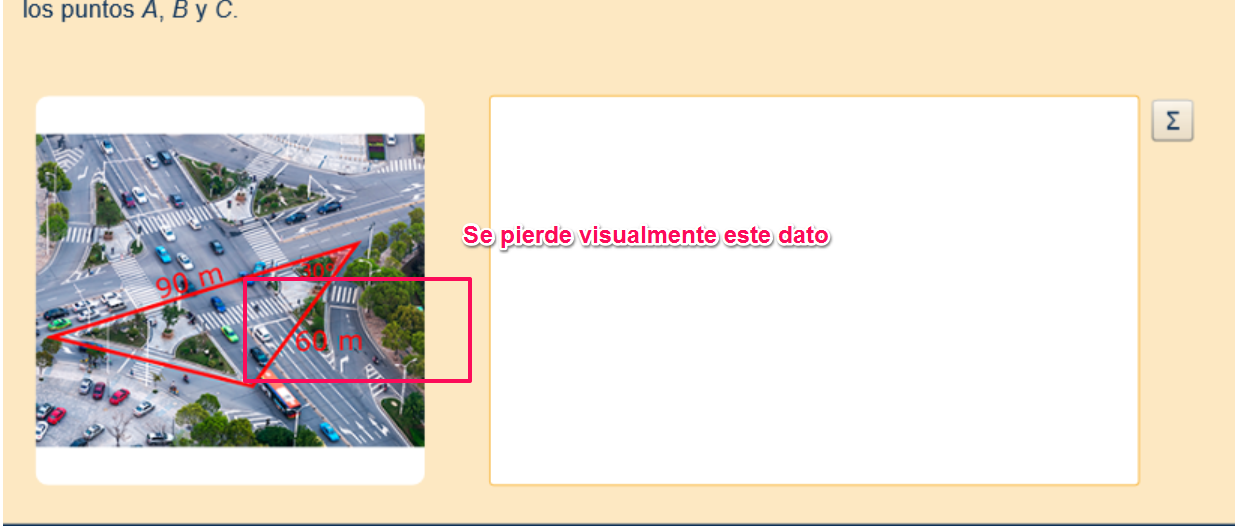 los puntos A, B y C.
Σ
Se pierde visualmente este dato
90 m
60 m